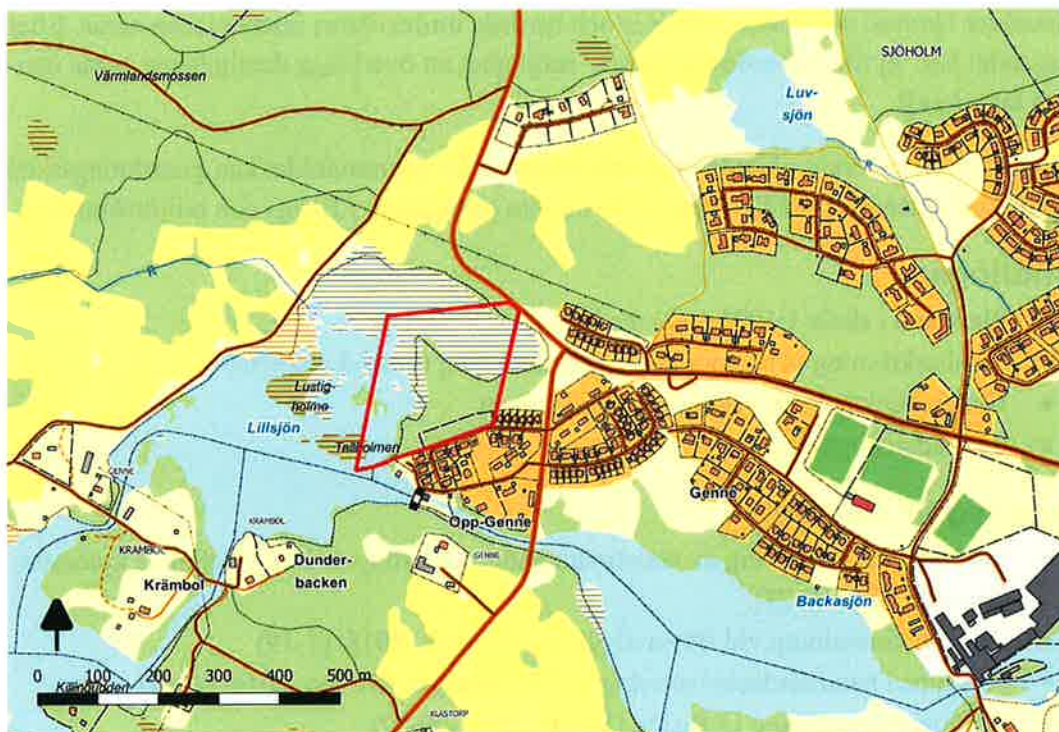 Värmlandsmossen
SJÖHOLM
Luv-
sjön
R
R
Lustig-
holme
Lillsjön
Tallholmen
GENNE
KRÄMBOL
KRÄMBOL
Krämbol
Dunder-
backen
Opp-Genne
GENNE
Genne
Backasjön
0 100 200 300 400 500 m
KLASTORP